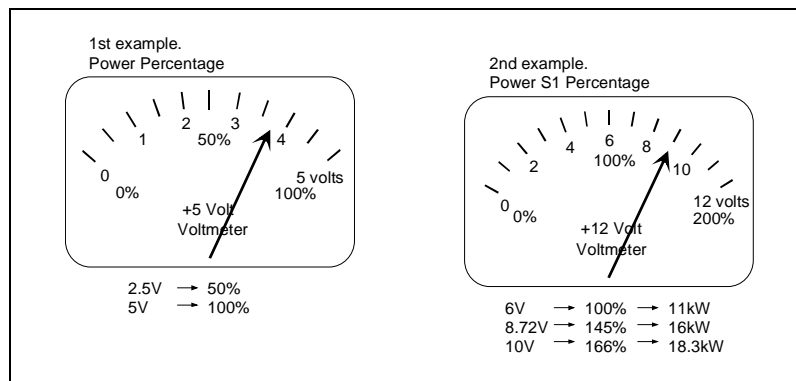 1st example.
Power Percentage
0 1 2 3 4 5 volts
0% 50% 100%
+5 Volt
Voltmeter
2.5V → 50%
5V → 100%
2nd example.
Power S1 Percentage
0 2 4 6 8 10 12 volts
0% 100% 200%
+12 Volt
Voltmeter
6V → 100% → 11kW
8.72V → 145% → 16kW
10V → 166% → 18.3kW